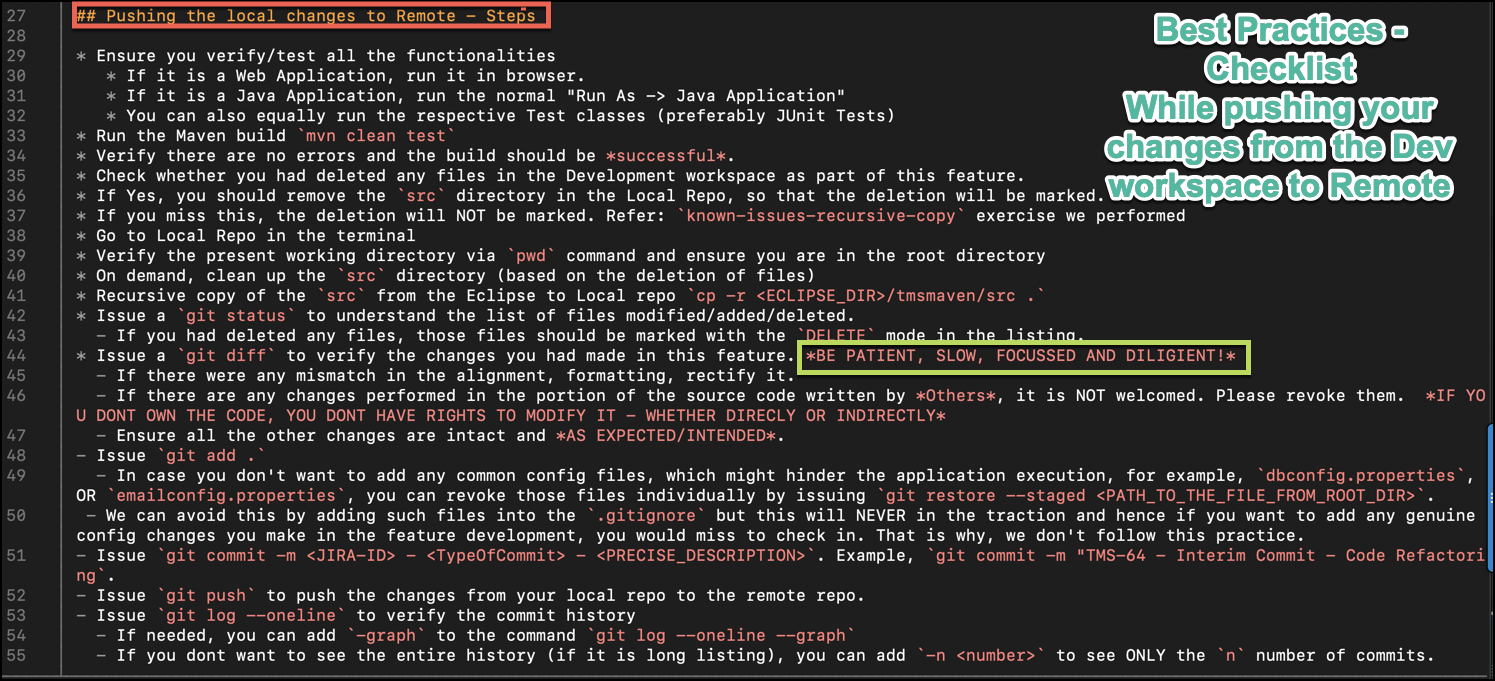 27 ## Pushing the local changes to Remote – Steps
28
29 * Ensure you verify/test all the functionalities
30 * If it is a Web Application, run it in browser.
31 * If it is a Java Application, run the normal "Run As –> Java Application"
32 * You can also equally run the respective Test classes (preferably JUnit Tests)
33 * Run the Maven build `mvn clean test`
34 * Verify there are no errors and the build should be *successful*.
35 * Check whether you had deleted any files in the Development workspace as part of this feature.
36 * If Yes, you should remove the `src` directory in the Local Repo, so that the deletion will be marked.
37 * If you miss this, the deletion will NOT be marked. Refer: `known-issues-recursive-copy` exercise we performed
38 * Go to Local Repo in the terminal
39 * Verify the present working directory via `pwd` command and ensure you are in the root directory
40 * On demand, clean up the `src` directory (based on the deletion of files)
41 * Recursive copy of the `src` from the Eclipse to Local repo `cp -r <ECLIPSE_DIR>/tmsmaven/src .`
42 * Issue a `git status` to understand the list of files modified/added/deleted.
43 – If you had deleted any files, those files should be marked with the `DELETE` mode in the listing.
44 * Issue a `git diff` to verify the changes you had made in this feature. *BE PATIENT, SLOW, FOCUSSED AND DILIGIENT!*
45 – If there were any mismatch in the alignment, formatting, rectify it.
46 – If there are any changes performed in the portion of the source code written by *Others*, it is NOT welcomed. Please revoke them. *IF YO
U DONT OWN THE CODE, YOU DONT HAVE RIGHTS TO MODIFY IT – WHETHER DIRECLY OR INDIRECTLY*
47 – Ensure all the other changes are intact and *AS EXPECTED/INTENDED*.
48 – Issue `git add .`
49 – In case you don't want to add any common config files, which might hinder the application execution, for example, `dbconfig.properties`,
OR `emailconfig.properties`, you can revoke those files individually by issuing `git restore --staged <PATH_TO_THE_FILE_FROM_ROOT_DIR>`.
50 – We can avoid this by adding such files into the `.gitignore` but this will NEVER in the traction and hence if you want to add any genuine
config changes you make in the feature development, you would miss to check in. That is why, we don't follow this practice.
51 – Issue `git commit -m <JIRA-ID> – <TypeOfCommit> – <PRECISE_DESCRIPTION>`. Example, `git commit -m "TMS-64 – Interim Commit – Code Refactori
ng`.
52 – Issue `git push` to push the changes from your local repo to the remote repo.
53 – Issue `git log --oneline` to verify the commit history
54 – If needed, you can add `-graph` to the command `git log --oneline --graph`
55 – If you dont want to see the entire history (if it is long listing), you can add `-n <number>` to see ONLY the `n` number of commits.
Best Practices -
Checklist
While pushing your
changes from the Dev
workspace to Remote